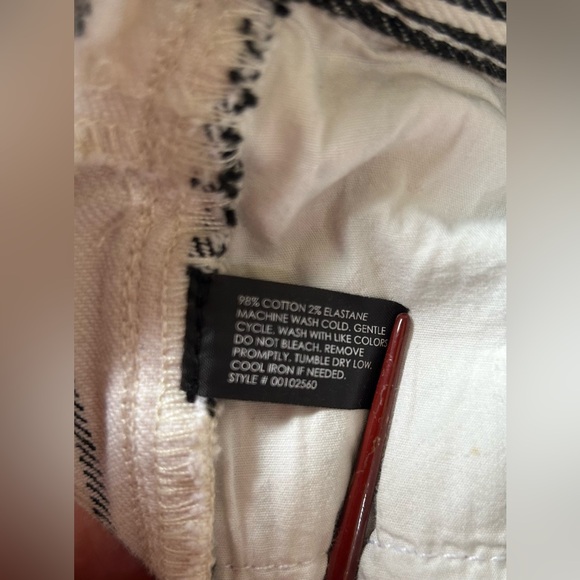 98% COTTON 2% ELASTANE
MACHINE WASH COLD. GENTLE
CYCLE. WASH WITH LIKE COLORS
DO NOT BLEACH. REMOVE
PROMPTLY. TUMBLE DRY LOW.
COOL IRON IF NEEDED.
STYLE # 00102560